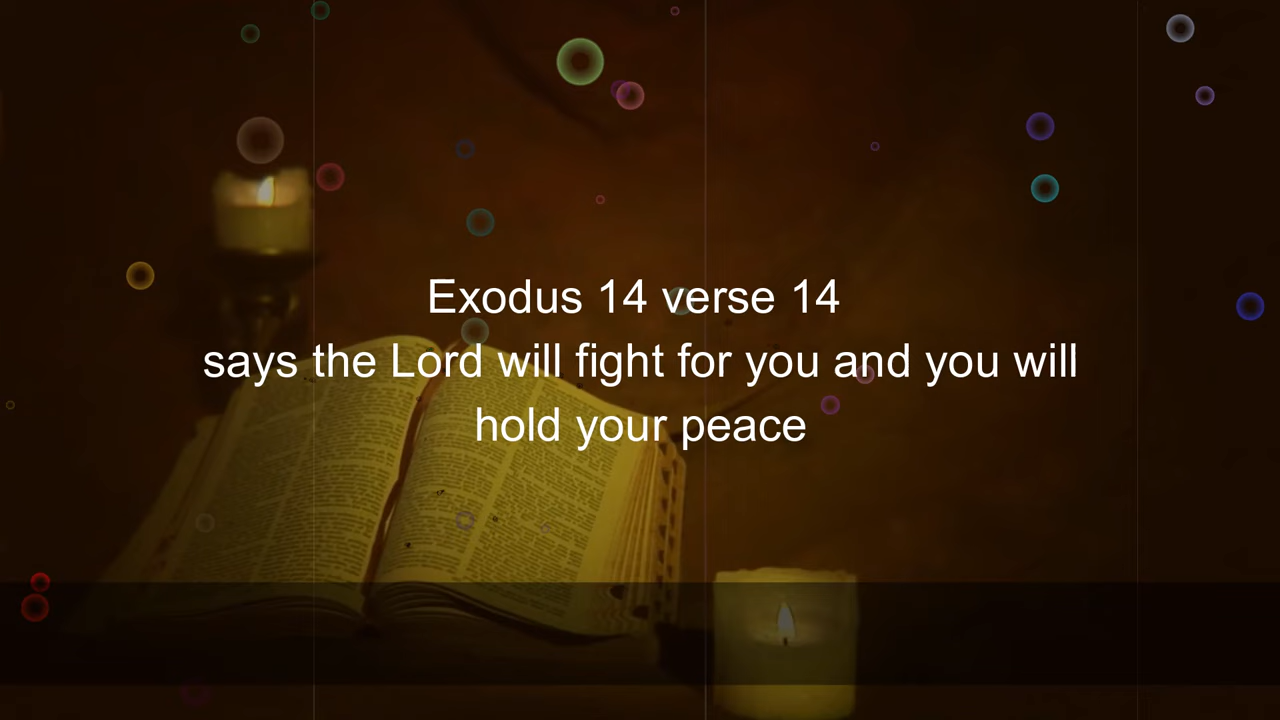 Exodus 14 verse 14
says the Lord will fight for you and you will
hold your peace